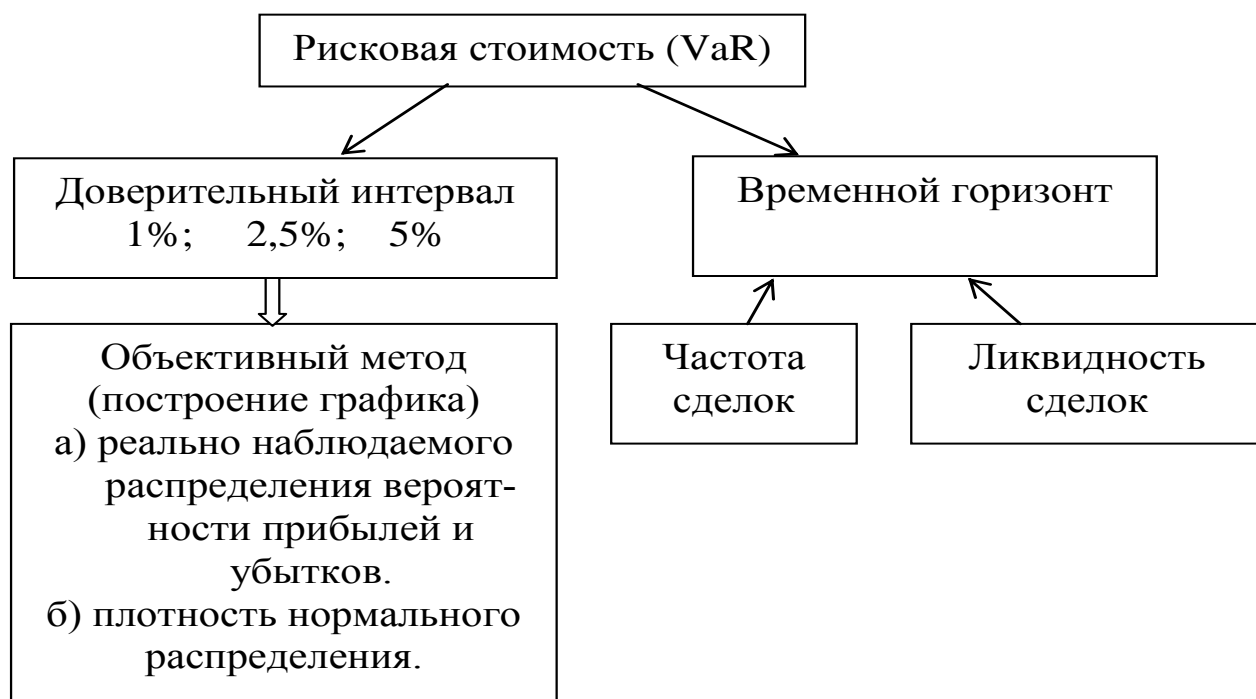 Рисковая стоимость (VaR)
Доверительный интервал
1%; 2,5%; 5%
Временной горизонт
Объективный метод
(построение графика)
а) реально наблюдаемого
распределения вероят-
ности прибылей и
убытков.
б) плотность нормального
распределения.
Частота
сделок
Ликвидность
сделок